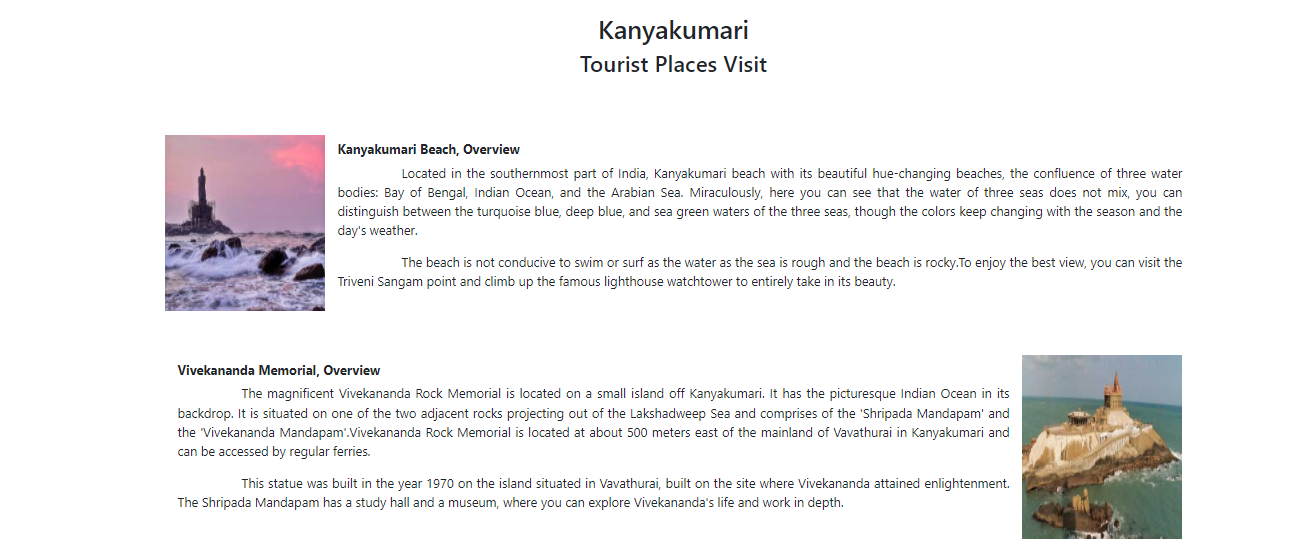 Kanyakumari
Tourist Places Visit
Kanyakumari Beach, Overview
Located in the southernmost part of India, Kanyakumari beach with its beautiful hue-changing beaches, the confluence of three water
bodies: Bay of Bengal, Indian Ocean, and the Arabian Sea. Miraculously, here you can see that the water of three seas does not mix, you can
distinguish between the turquoise blue, deep blue, and sea green waters of the three seas, though the colors keep changing with the season and the
day's weather.
The beach is not conducive to swim or surf as the water as the sea is rough and the beach is rocky.To enjoy the best view, you can visit the
Triveni Sangam point and climb up the famous lighthouse watchtower to entirely take in its beauty.
Vivekananda Memorial, Overview
The magnificent Vivekananda Rock Memorial is located on a small island off Kanyakumari. It has the picturesque Indian Ocean in its
backdrop. It is situated on one of the two adjacent rocks projecting out of the Lakshadweep Sea and comprises of the 'Shripada Mandapam' and
the 'Vivekananda Mandapam'.Vivekananda Rock Memorial is located at about 500 meters east of the mainland of Vavathurai in Kanyakumari and
can be accessed by regular ferries.
This statue was built in the year 1970 on the island situated in Vavathurai, built on the site where Vivekananda attained enlightenment.
The Shripada Mandapam has a study hall and a museum, where you can explore Vivekananda's life and work in depth.